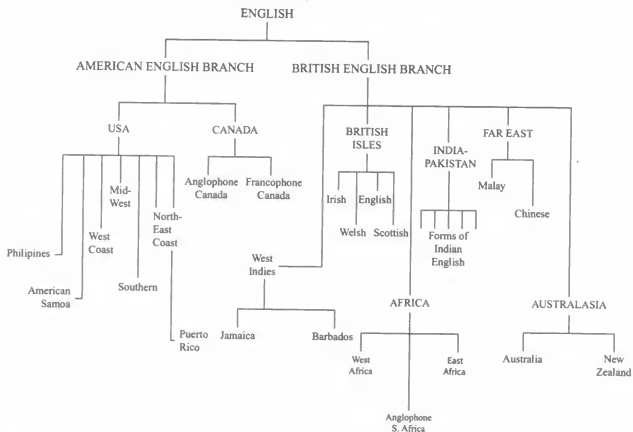 ENGLISH
AMERICAN ENGLISH BRANCH
BRITISH ENGLISH BRANCH
USA
CANADA
BRITISH
ISLES
INDIA-
PAKISTAN
FAR EAST
Anglophone
Canada
Francophone
Canada
Mid-
West
West
Coast
North-
East
Coast
Philipines
American
Samoa
Southern
Puerto
Rico
Irish
English
Welsh
Scottish
Forms of
Indian
English
Malay
Chinese
West
Indies
Jamaica
Barbados
AFRICA
West
Africa
East
Africa
Anglophone
S. Africa
AUSTRALASIA
Australia
New
Zealand